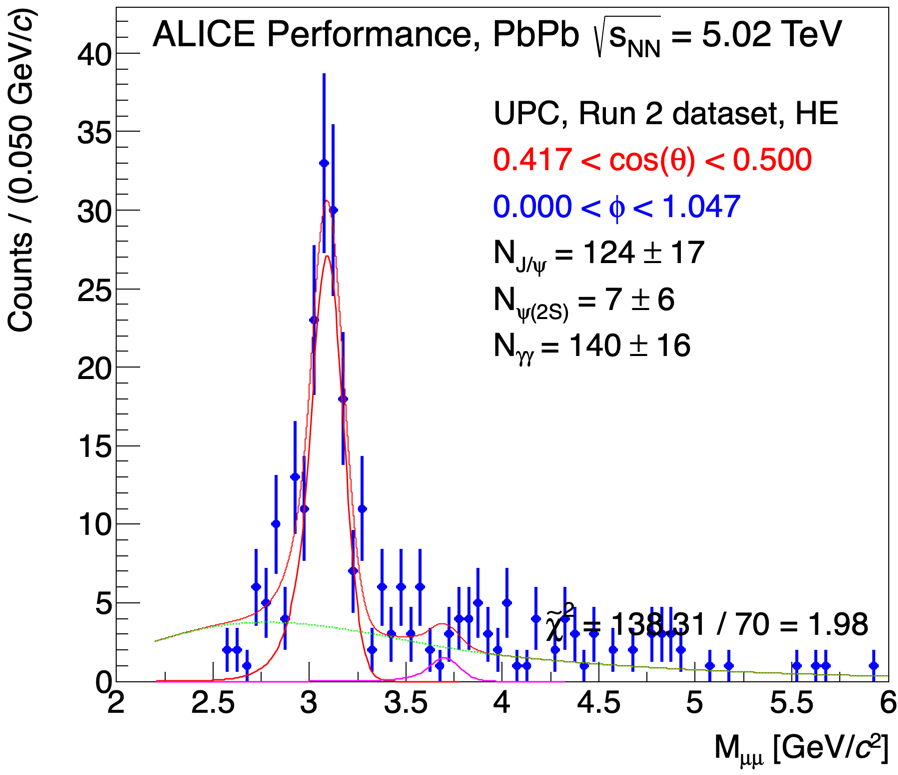 ALICE Performance, PbPb √sNN = 5.02 TeV
UPC, Run 2 dataset, HE
0.417 < cos(θ) < 0.500
0.000 < ϕ < 1.047
NJ/ψ = 124 ± 17
Nψ(2S) = 7 ± 6
Nγγ = 140 ± 16
χ̃² = 138.31 / 70 = 1.98
Counts / (0.050 GeV/c)
40
35
30
25
20
15
10
5
0
2 2.5 3 3.5 4 4.5 5 5.5 6
Mμμ [GeV/c²]